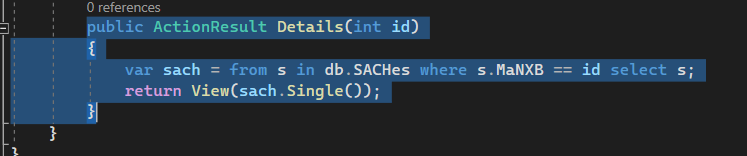 0 references
public ActionResult Details(int id)
{
var sach = from s in db.SACHes where s.MaNXB == id select s;
return View(sach.Single());
}
}
}